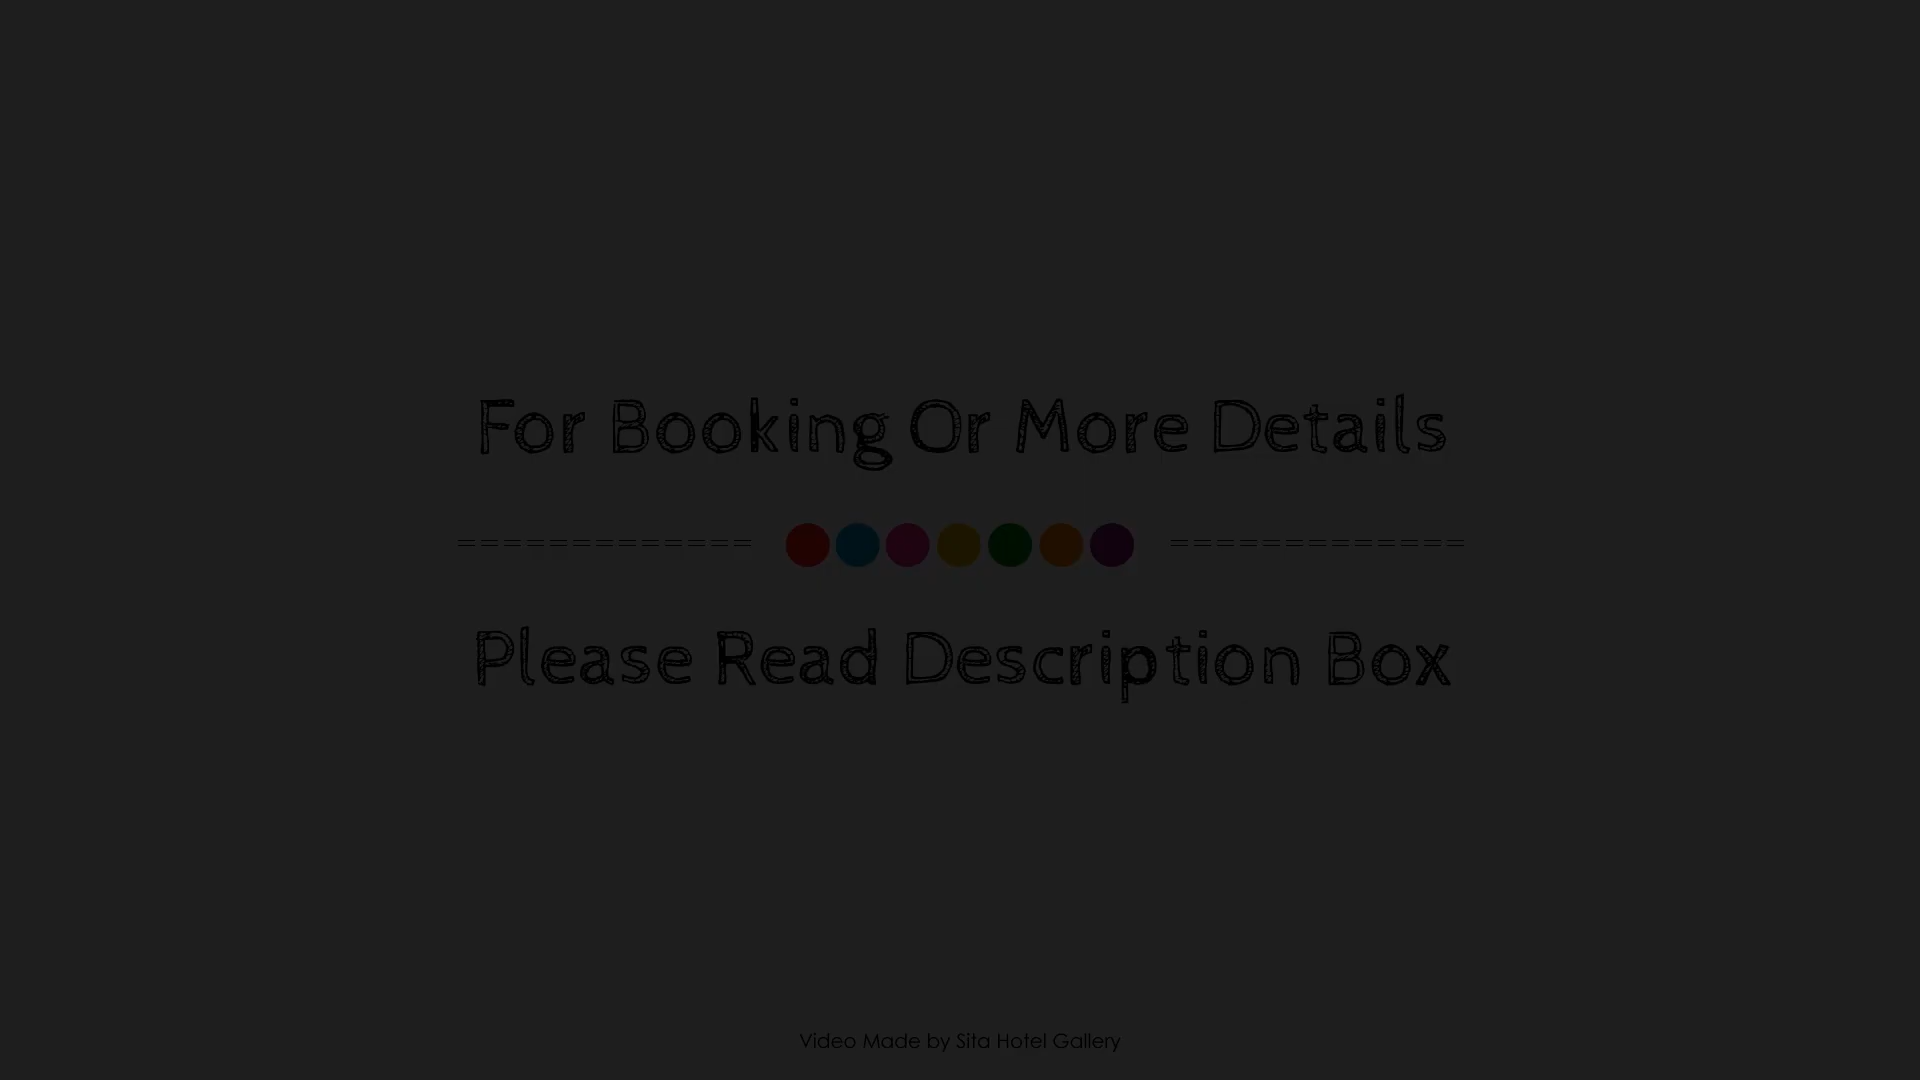 For Booking Or More Details
============= =============
Please Read Description Box
Video Made by Sita Hotel Gallery